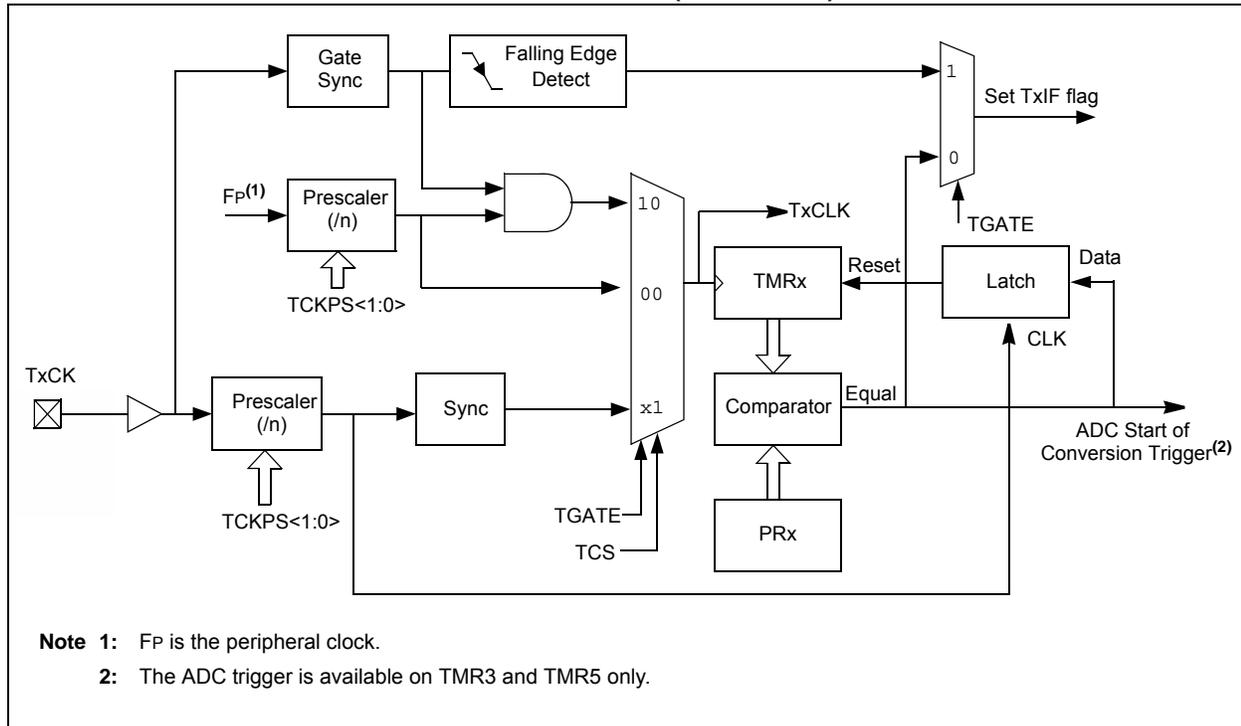 Gate
Sync
Falling Edge
Detect
1
Set TxIF flag
0
FP(1)
Prescaler
(/n)
10
TxCLK
TGATE
TCKPS<1:0>
00
TMRx
Reset
Latch
Data
CLK
TxCK
Prescaler
(/n)
Sync
x1
Comparator
Equal
ADC Start of
Conversion Trigger(2)
TCKPS<1:0>
TGATE
TCS
PRx
Note 1: FP is the peripheral clock.
2: The ADC trigger is available on TMR3 and TMR5 only.